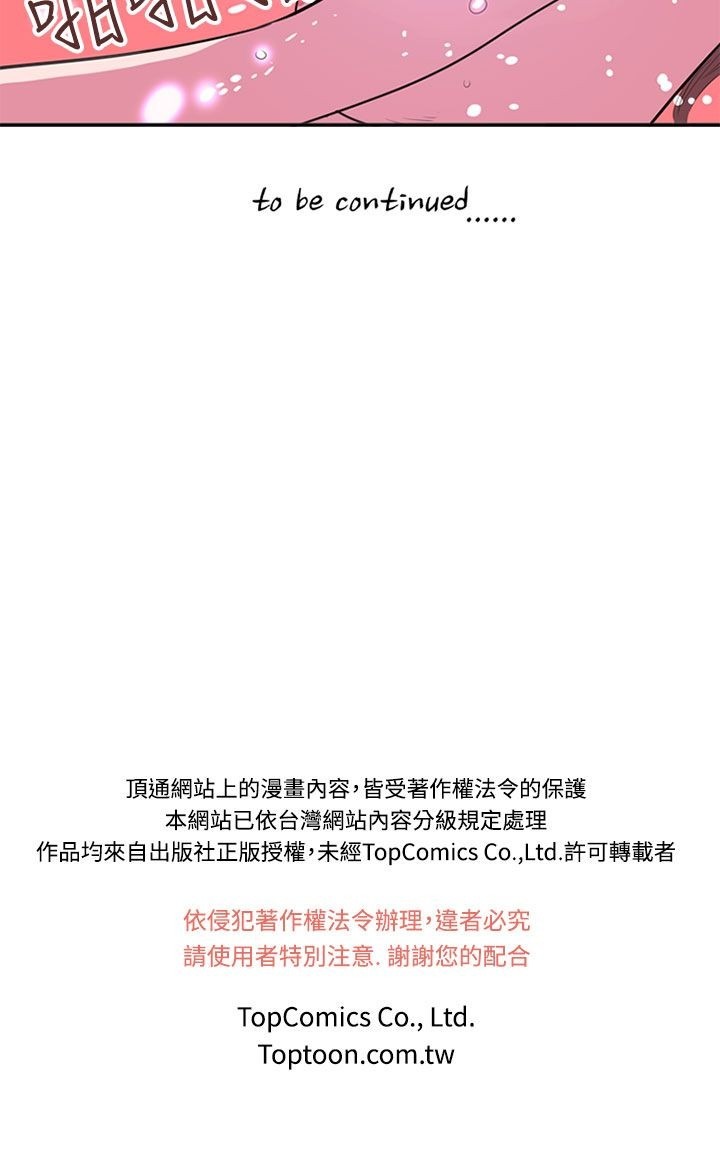 啪啪啪
to be continued......
頂通網站上的漫畫內容，皆受著作權法令的保護
本網站已依台灣網站內容分級規定處理
作品均來自出版社正版授權，未經TopComics Co.,Ltd.許可轉載者
依侵犯著作權法令辦理，違者必究
請使用者特別注意. 謝謝您的配合
TopComics Co., Ltd.
Toptoon.com.tw